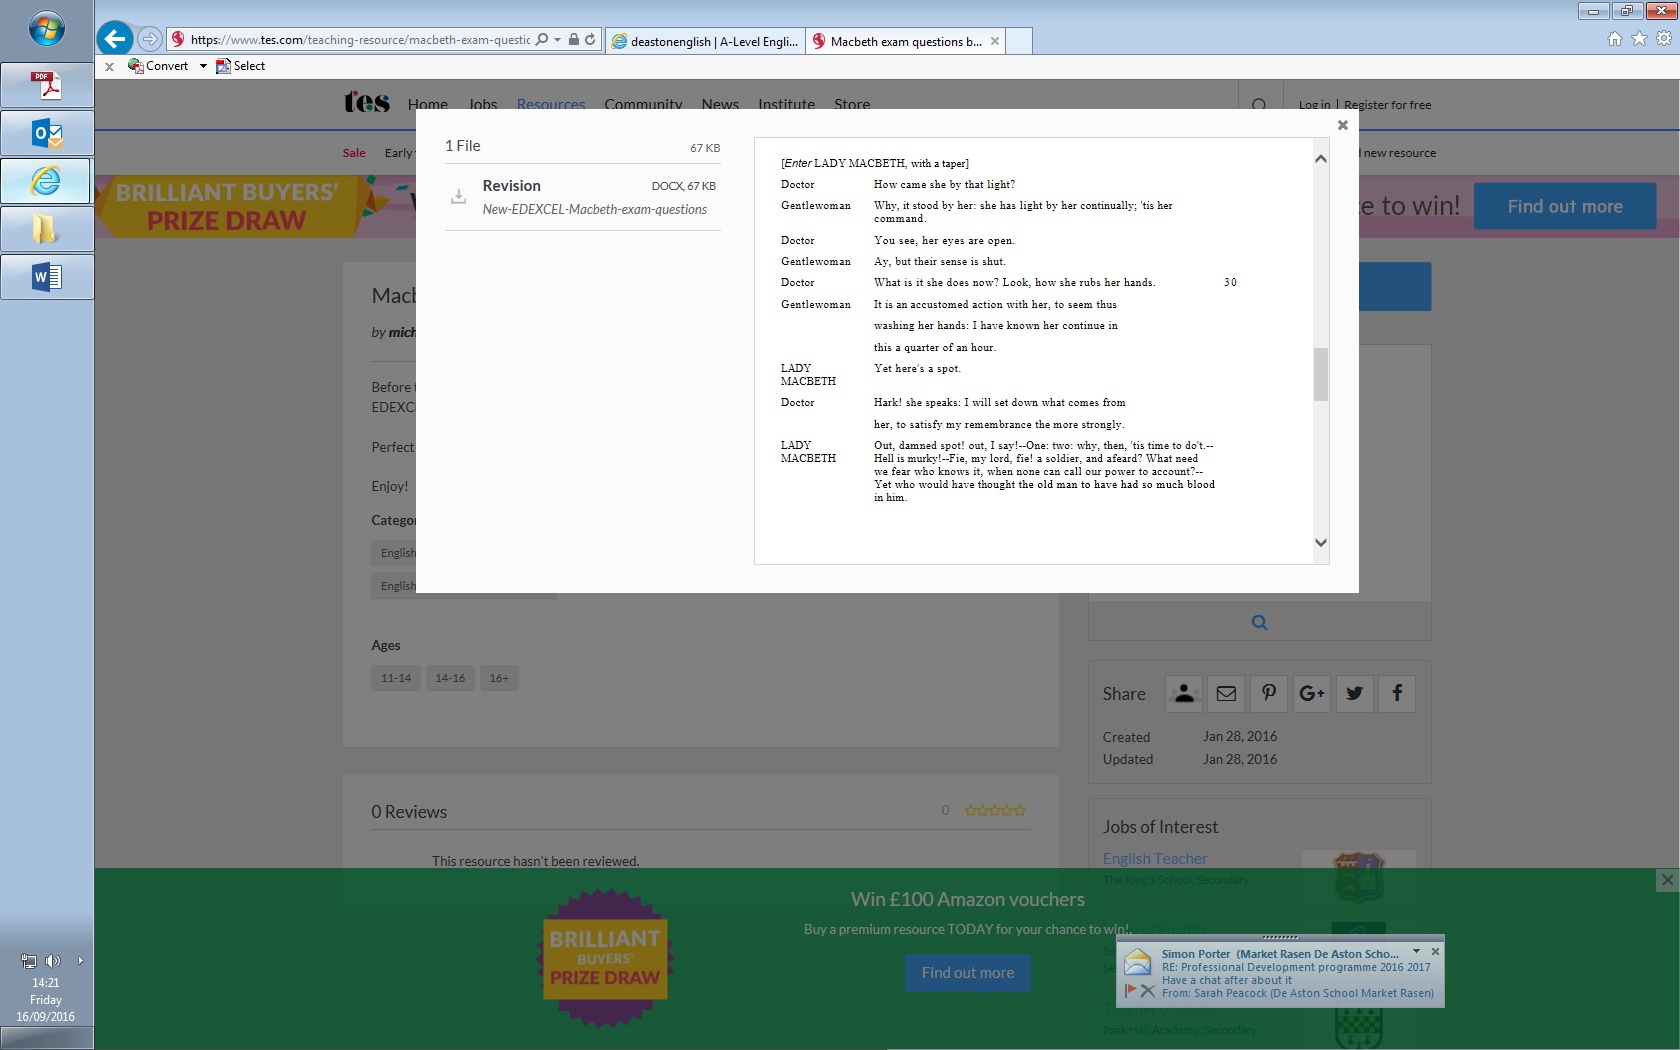 https://www.tes.com/teaching-resource/macbeth-exam-questic
deastonenglish | A-Level Engli...
Macbeth exam questions b...
x Convert Select
tes Home Jobs Resources Community News Institute Store
Log in | Register for free
Sale Early
d new resource
BRILLIANT BUYERS'
PRIZE DRAW
ce to win!
Find out more
1 File
67 KB
Revision
DOCX, 67 KB
New-EDEXCEL-Macbeth-exam-questions
[Enter LADY MACBETH, with a taper]
Doctor How came she by that light?
Gentlewoman Why, it stood by her: she has light by her continually; 'tis her
command.
Doctor You see, her eyes are open.
Gentlewoman Ay, but their sense is shut.
Doctor What is it she does now? Look, how she rubs her hands. 30
Gentlewoman It is an accustomed action with her, to seem thus
washing her hands: I have known her continue in
this a quarter of an hour.
LADY
MACBETH
Yet here's a spot.
Doctor Hark! she speaks: I will set down what comes from
her, to satisfy my remembrance the more strongly.
LADY
MACBETH
Out, damned spot! out, I say!--One: two: why, then, 'tis time to do't.--
Hell is murky!--Fie, my lord, fie! a soldier, and afeard? What need
we fear who knows it, when none can call our power to account?--
Yet who would have thought the old man to have had so much blood
in him.
Macb
by mich
Before t
EDEXCE
Perfect
Enjoy!
Categor
English
English
Ages
11-14 14-16 16+
Share
G+
Created Jan 28, 2016
Updated Jan 28, 2016
0 Reviews
0
This resource hasn't been reviewed.
Jobs of Interest
English Teacher
The King's School, Secondary
of English
Teacher of Maths
Park Hall Academy, Secondary
BRILLIANT
BUYERS'
PRIZE DRAW
Win £100 Amazon vouchers
Buy a premium resource TODAY for your chance to win!.
Find out more
Simon Porter (Market Rasen De Aston Scho...
RE: Professional Development programme 2016 2017
Have a chat after about it
From: Sarah Peacock (De Aston School Market Rasen)
PDF
W
14:21
Friday
16/09/2016